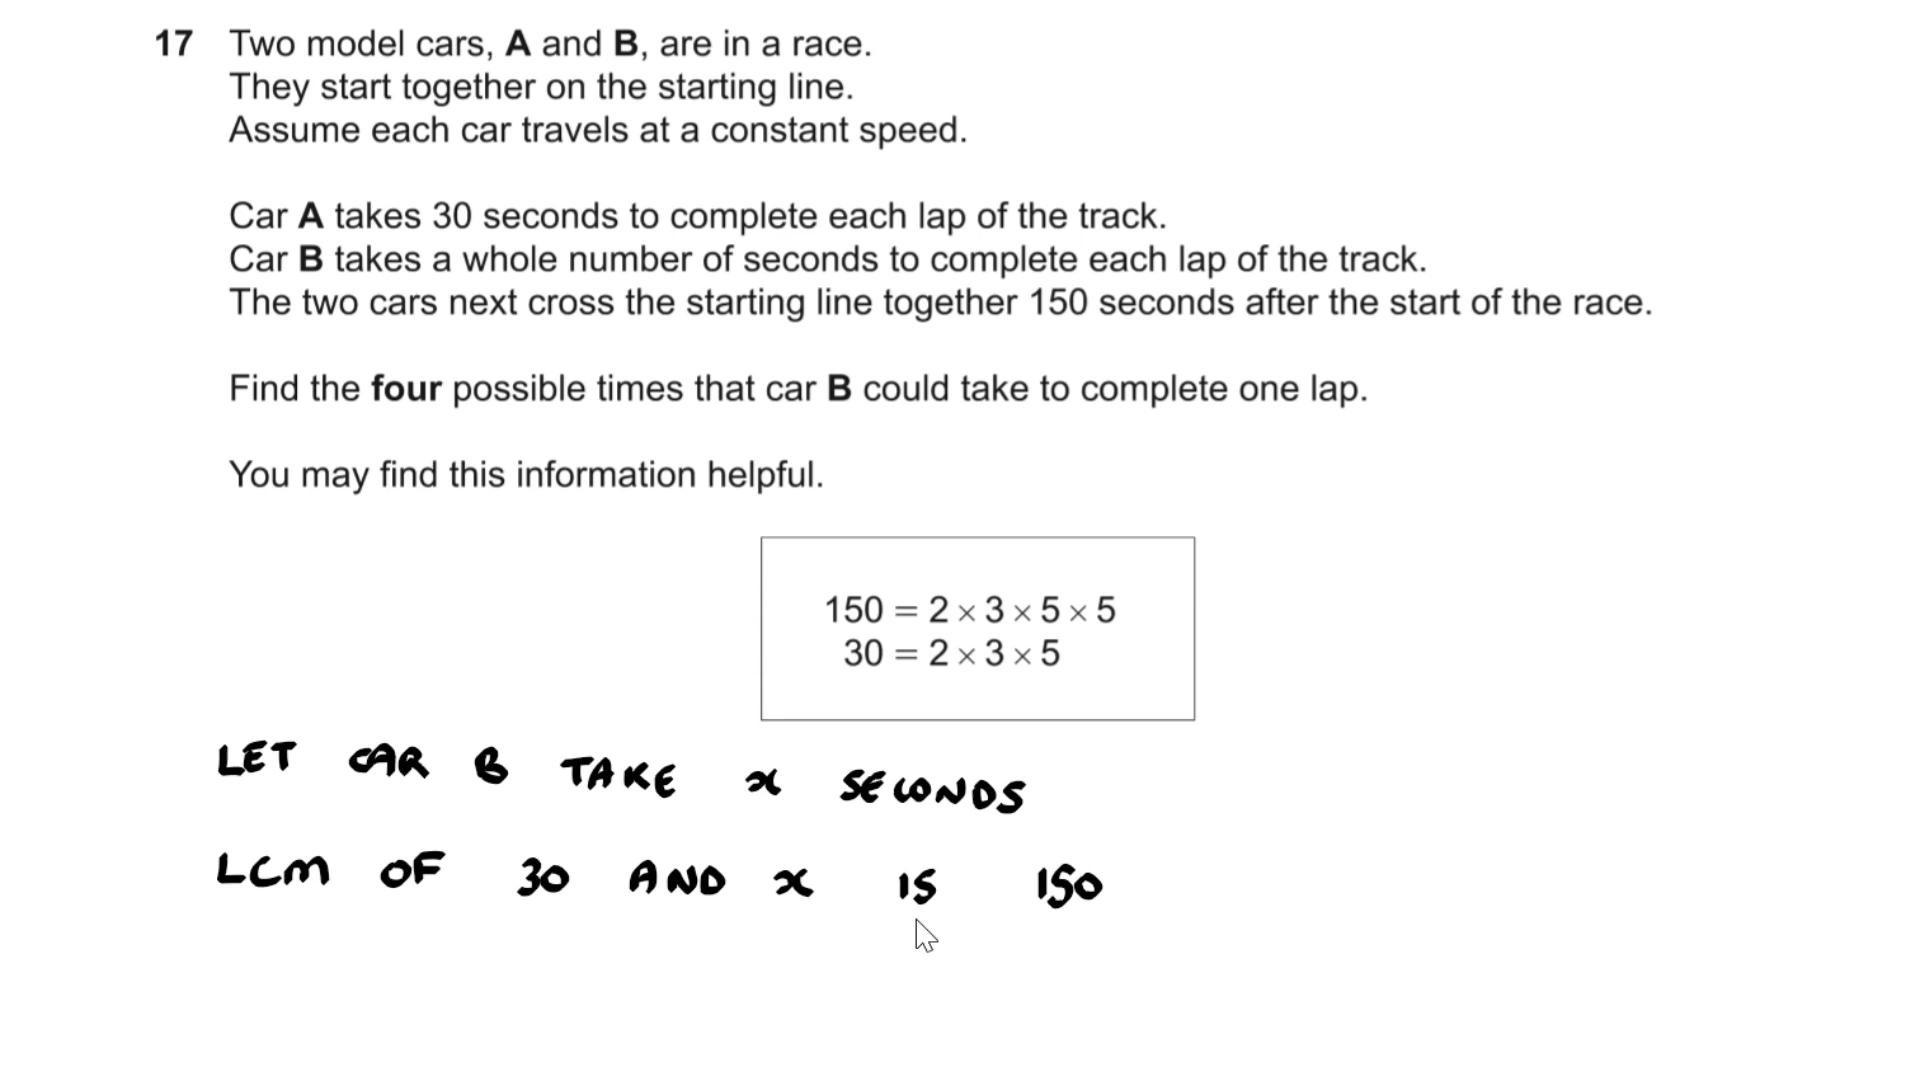 17 Two model cars, A and B, are in a race.
They start together on the starting line.
Assume each car travels at a constant speed.
Car A takes 30 seconds to complete each lap of the track.
Car B takes a whole number of seconds to complete each lap of the track.
The two cars next cross the starting line together 150 seconds after the start of the race.
Find the four possible times that car B could take to complete one lap.
You may find this information helpful.
150 = 2 × 3 × 5 × 5
30 = 2 × 3 × 5
LET CAR B TAKE x SECONDS
LCM OF 30 AND x IS 150